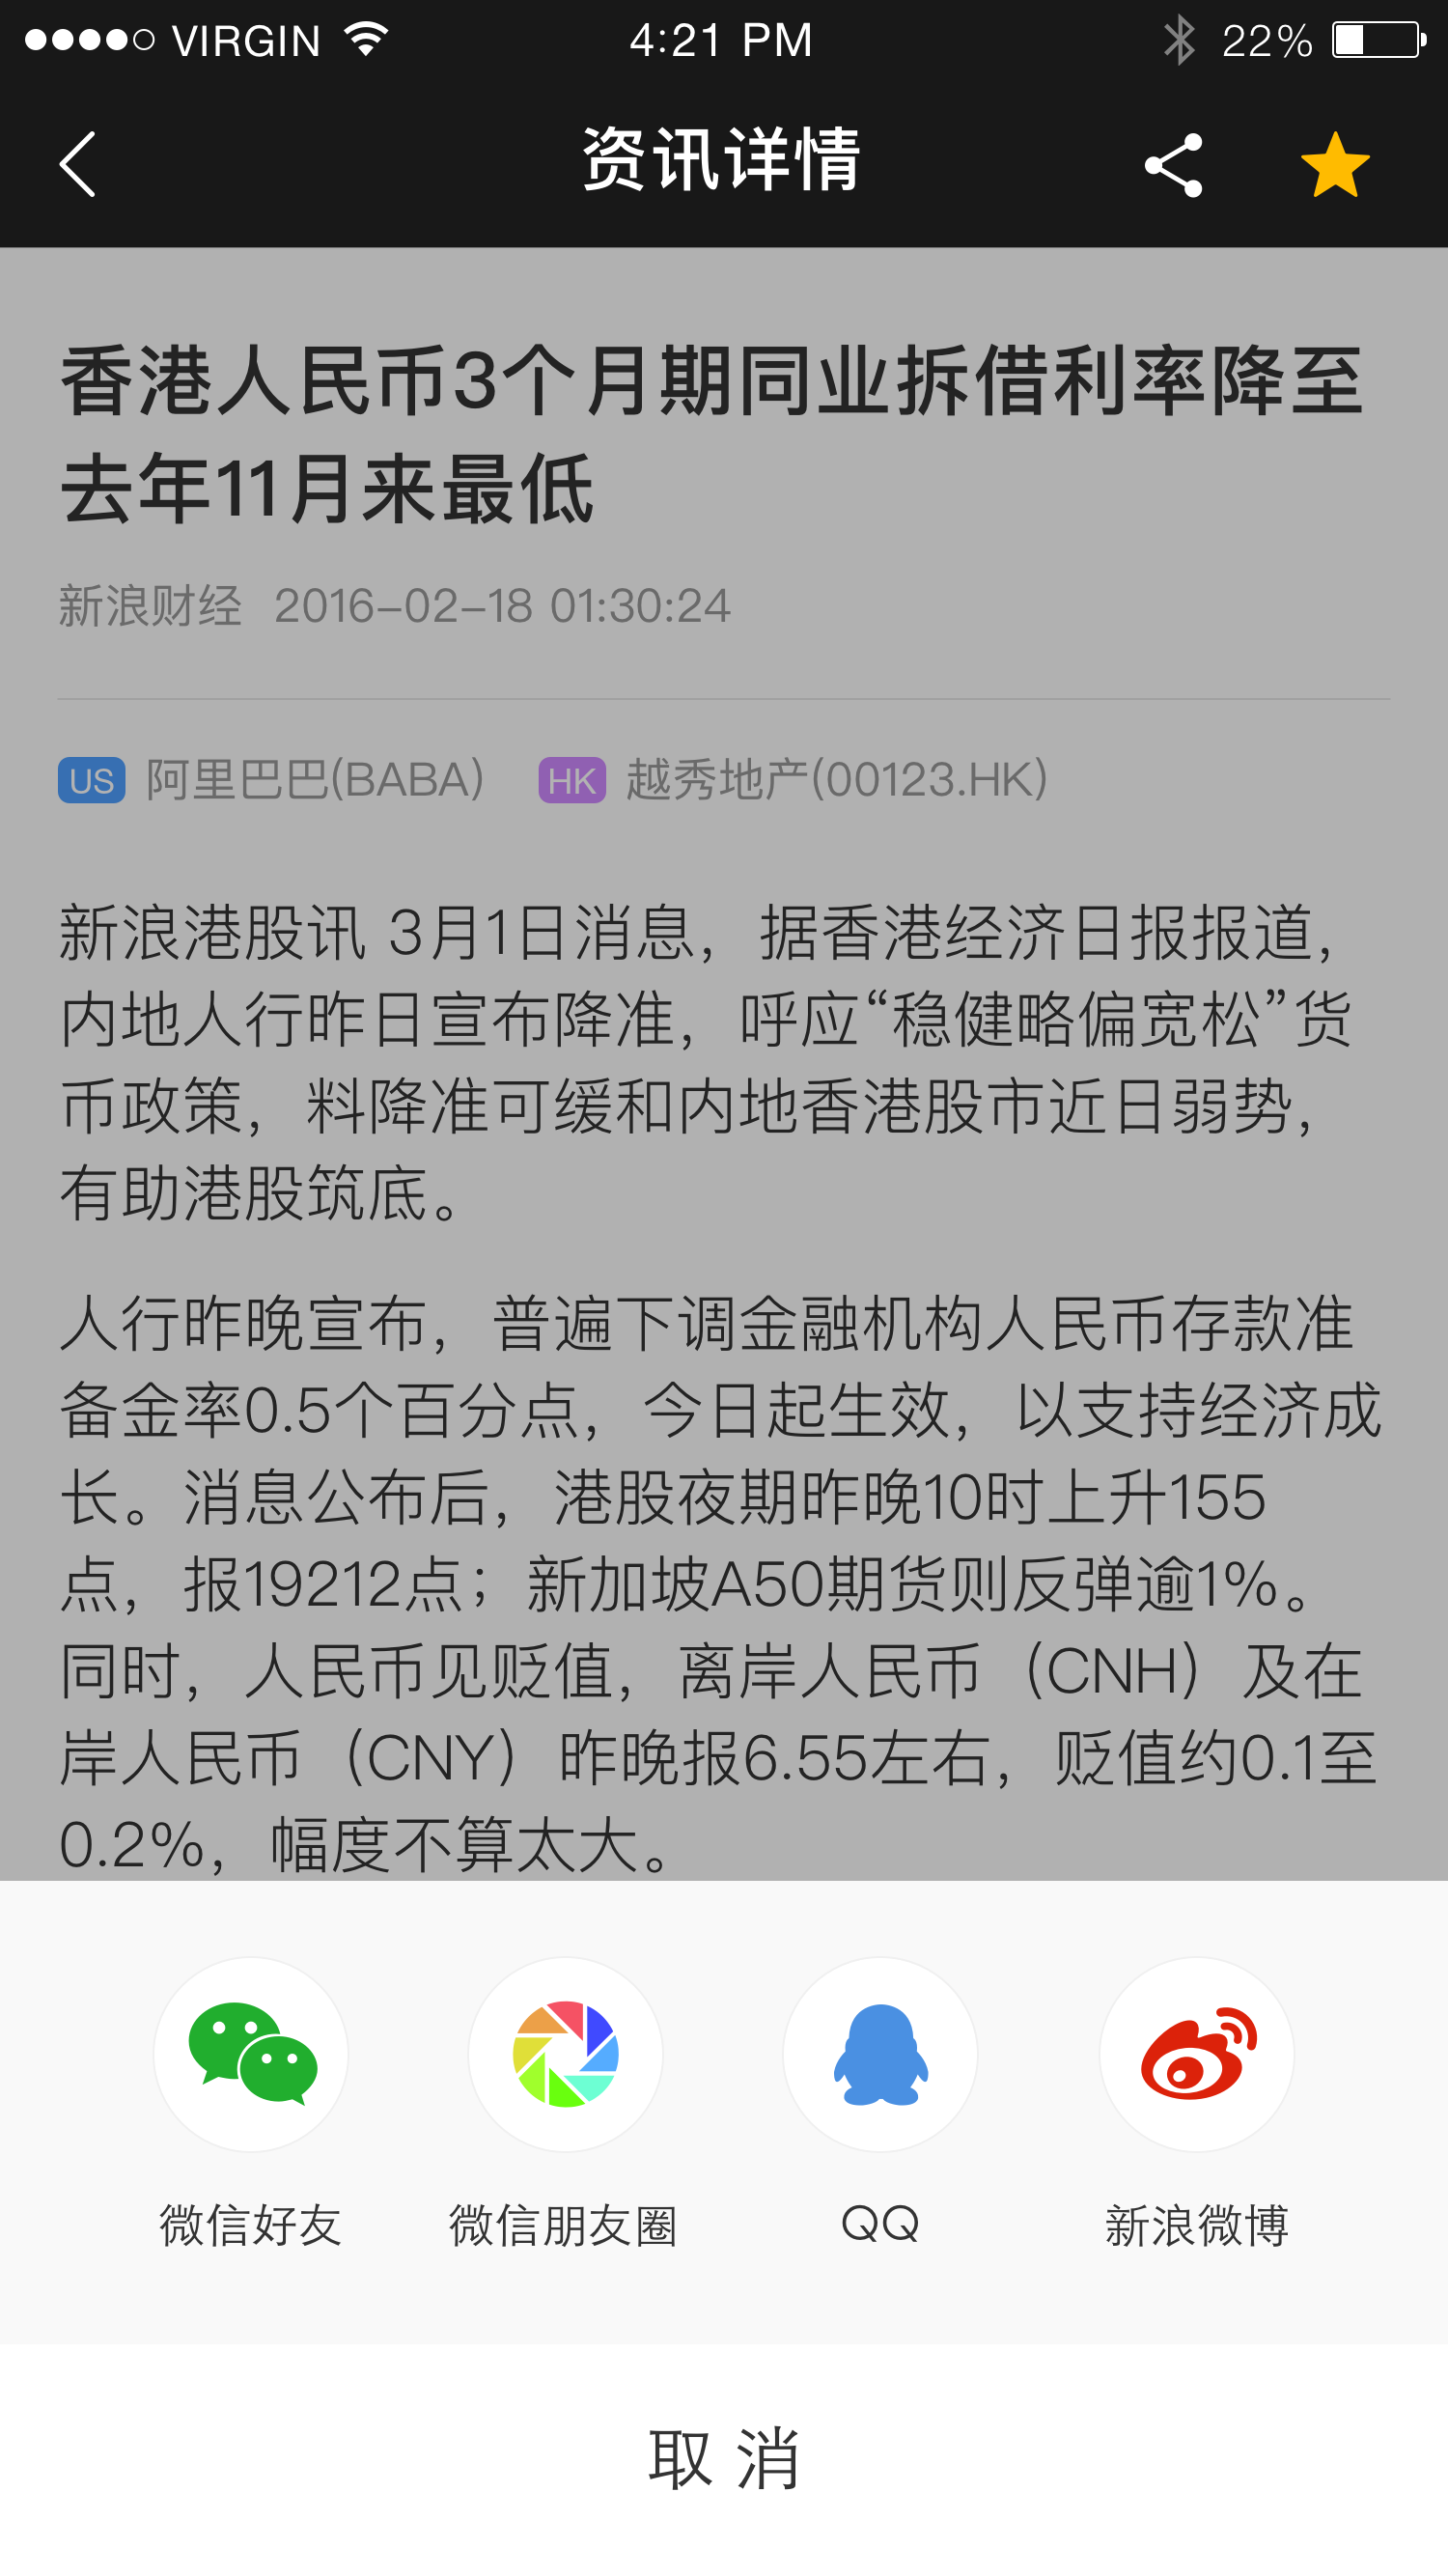 VIRGIN 4:21 PM 22%
资讯详情
香港人民币3个月期同业拆借利率降至
去年11月来最低
新浪财经 2016-02-18 01:30:24
US 阿里巴巴(BABA) HK 越秀地产(00123.HK)
新浪港股讯 3月1日消息，据香港经济日报报道，
内地人行昨日宣布降准，呼应“稳健略偏宽松”货
币政策，料降准可缓和内地香港股市近日弱势，
有助港股筑底。
人行昨晚宣布，普遍下调金融机构人民币存款准
备金率0.5个百分点，今日起生效，以支持经济成
长。消息公布后，港股夜期昨晚10时上升155
点，报19212点；新加坡A50期货则反弹逾1%。
同时，人民币见贬值，离岸人民币（CNH）及在
岸人民币（CNY）昨晚报6.55左右，贬值约0.1至
0.2%，幅度不算太大。
微信好友 微信朋友圈 QQ 新浪微博
取 消